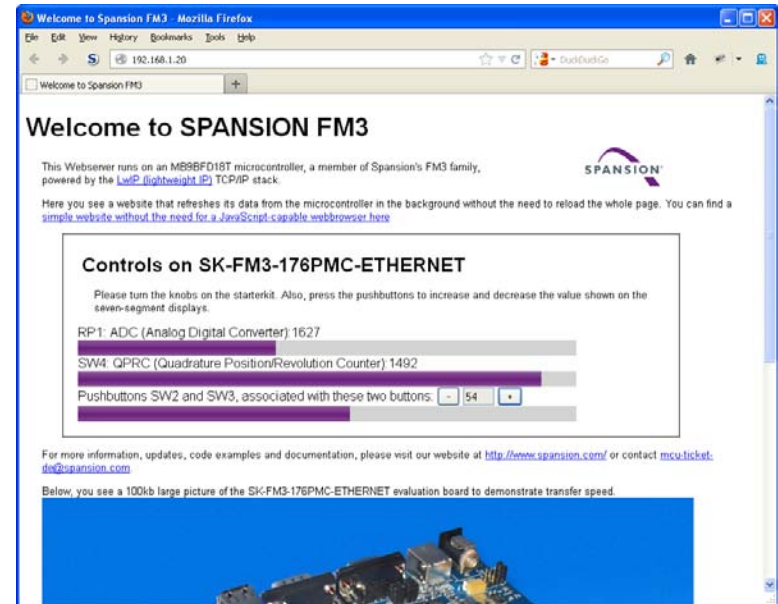 Welcome to Spansion FM3 - Mozilla Firefox
File Edit View History Bookmarks Tools Help
S 192.168.1.20 DuckDuckGo
Welcome to Spansion FM3 +
Welcome to SPANSION FM3
This Webserver runs on an MB9BFD18T microcontroller, a member of Spansion's FM3 family,
powered by the LwIP (lightweight IP) TCP/IP stack.
SPANSION
Here you see a website that refreshes its data from the microcontroller in the background without the need to reload the whole page. You can find a
simple website without the need for a JavaScript-capable webbrowser here
Controls on SK-FM3-176PMC-ETHERNET
Please turn the knobs on the starterkit. Also, press the pushbuttons to increase and decrease the value shown on the
seven-segment displays.
RP1: ADC (Analog Digital Converter):1627
SW4: QPRC (Quadrature Position/Revolution Counter):1492
Pushbuttons SW2 and SW3, associated with these two buttons: - 54 +
For more information, updates, code examples and documentation, please visit our website at http://www.spansion.com/ or contact mcu-ticket-
de@spansion.com.
Below, you see a 100kb large picture of the SK-FM3-176PMC-ETHERNET evaluation board to demonstrate transfer speed.